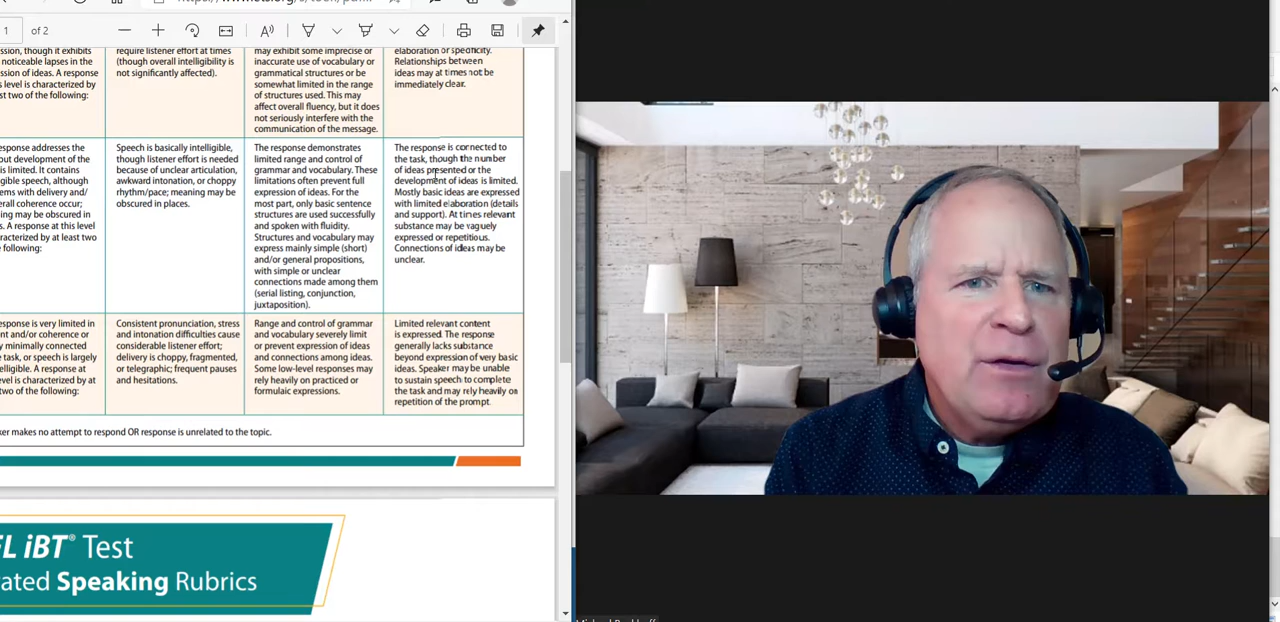 1 of 2
ssion, though it exhibits
noticeable lapses in the
ssion of ideas. A response
s level is characterized by
st two of the following:
require listener effort at times
(though overall intelligibility is
not significantly affected).
may exhibit some imprecise or
inaccurate use of vocabulary or
grammatical structures or be
somewhat limited in the range
of structures used. This may
affect overall fluency, but it does
not seriously interfere with the
communication of the message.
elaboration or specificity.
Relationships between
ideas may at times not be
immediately clear.
esponse addresses the
out development of the
is limited. It contains
gible speech, although
ems with delivery and/
erall coherence occur;
ning may be obscured in
s. A response at this level
racterized by at least two
following:
Speech is basically intelligible,
though listener effort is needed
because of unclear articulation,
awkward intonation, or choppy
rhythm/pace; meaning may be
obscured in places.
The response demonstrates
limited range and control of
grammar and vocabulary. These
limitations often prevent full
expression of ideas. For the
most part, only basic sentence
structures are used successfully
and spoken with fluidity.
Structures and vocabulary may
express mainly simple (short)
and/or general propositions,
with simple or unclear
connections made among them
(serial listing, conjunction,
juxtaposition).
The response is connected to
the task, though the number
of ideas presented or the
development of ideas is limited.
Mostly basic ideas are expressed
with limited elaboration (details
and support). At times relevant
substance may be vaguely
expressed or repetitious.
Connections of ideas may be
unclear.
esponse is very limited in
nt and/or coherence or
y minimally connected
e task, or speech is largely
elligible. A response at
evel is characterized by at
two of the following:
Consistent pronunciation, stress
and intonation difficulties cause
considerable listener effort;
delivery is choppy, fragmented,
or telegraphic; frequent pauses
and hesitations.
Range and control of grammar
and vocabulary severely limit
or prevent expression of ideas
and connections among ideas.
Some low-level responses may
rely heavily on practiced or
formulaic expressions.
Limited relevant content
is expressed. The response
generally lacks substance
beyond expression of very basic
ideas. Speaker may be unable
to sustain speech to complete
the task and may rely heavily on
repetition of the prompt.
ker makes no attempt to respond OR response is unrelated to the topic.
FL iBT® Test
rated Speaking Rubrics